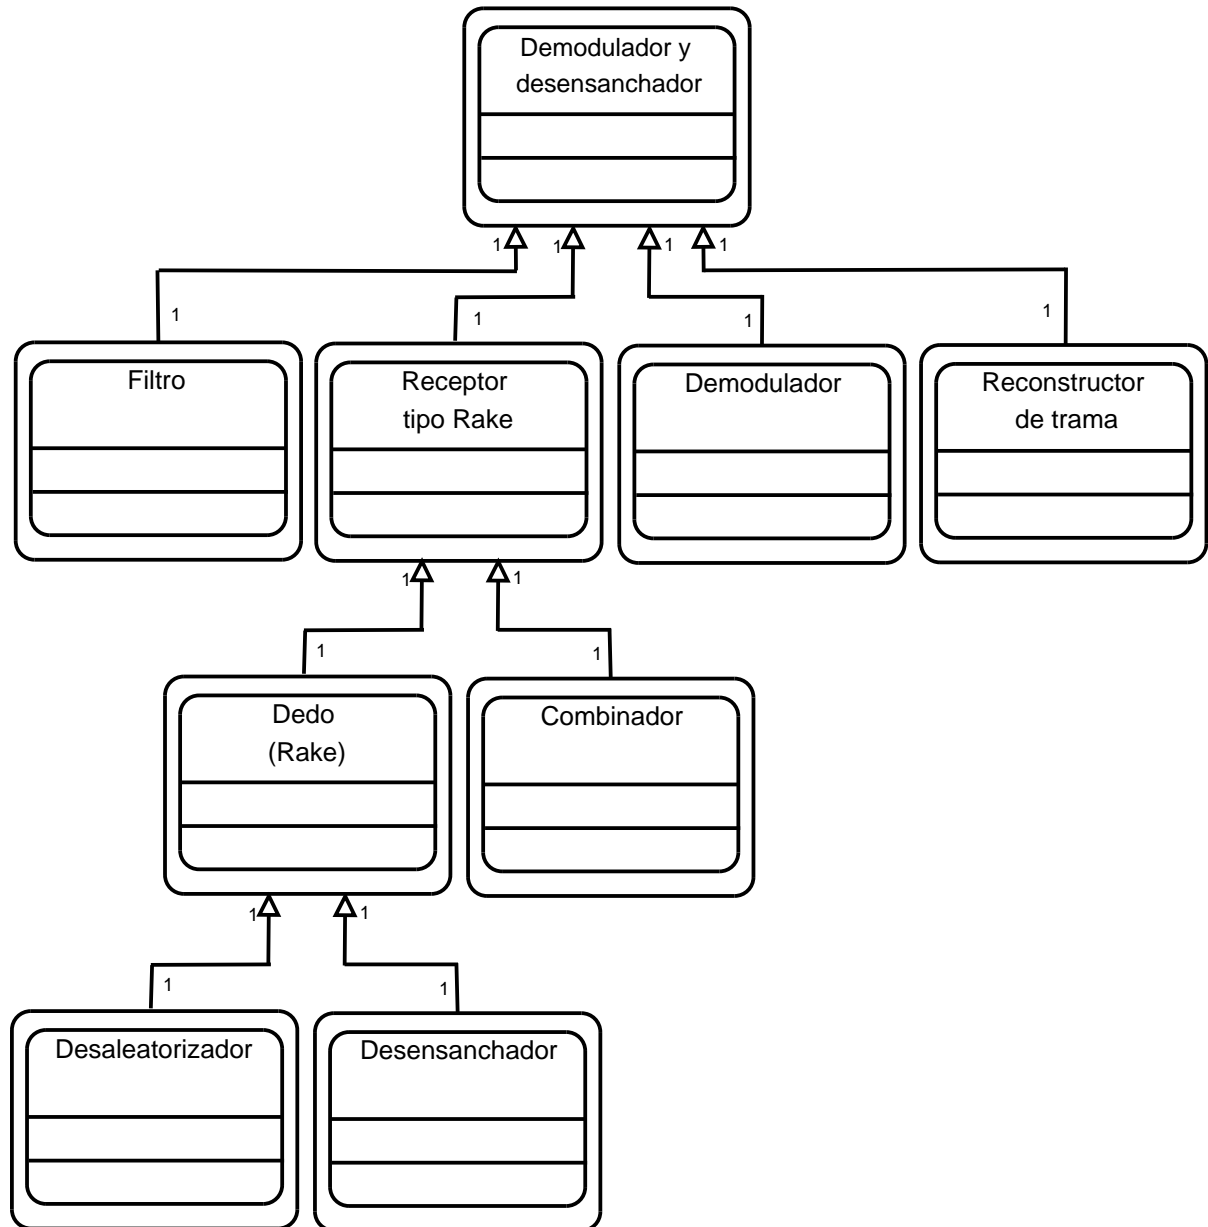 Demodulador y
desensanchador
1 1 1 1
1 1 1 1
Filtro
Receptor
tipo Rake
Demodulador
Reconstructor
de trama
1 1
1 1
Dedo
(Rake)
Combinador
1 1
1 1
Desaleatorizador
Desensanchador